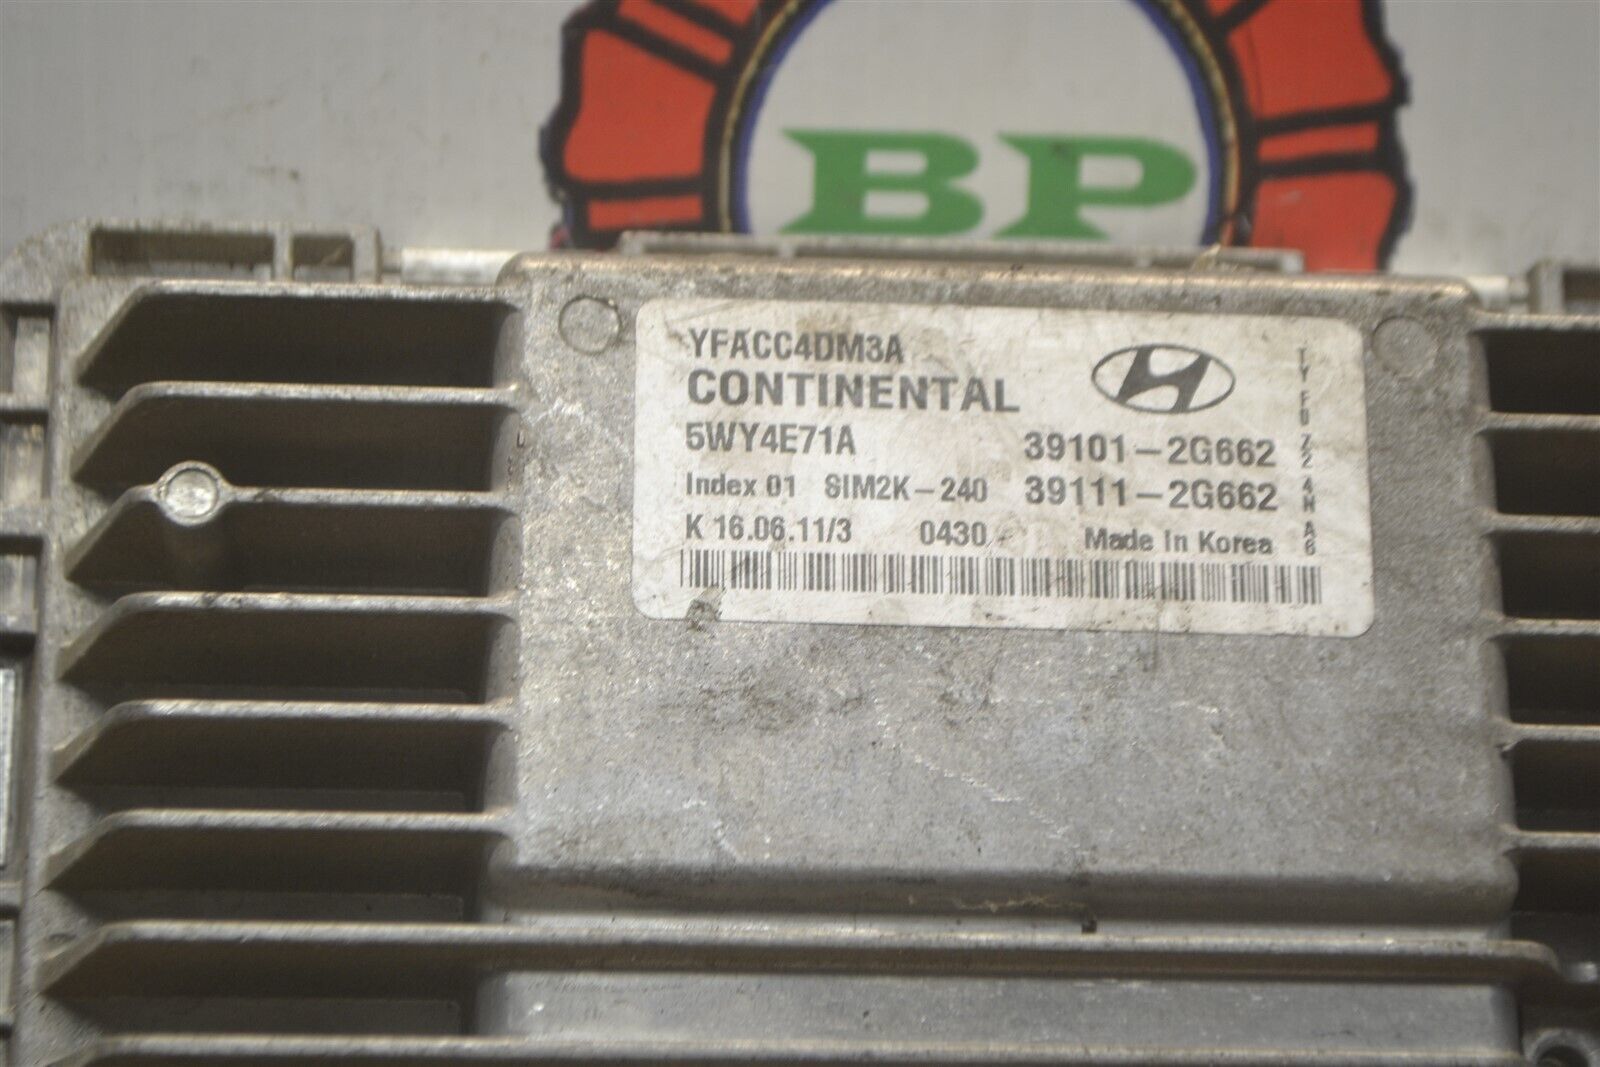 BP
YFACC4DM3A
CONTINENTAL
5WY4E71A 39101-2G662
Index 01 SIM2K-240 39111-2G662
K 16.06.11/3 0430 Made in Korea